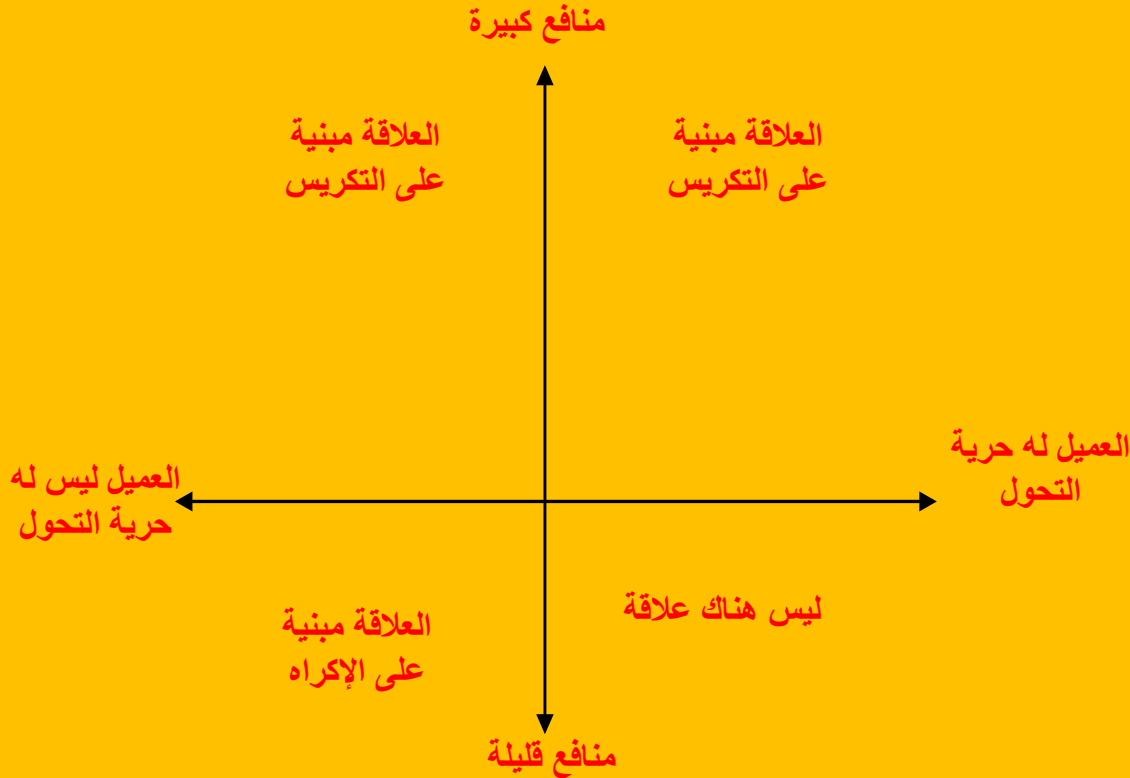 منافع كبيرة
العلاقة مبنية
على التكريس
العلاقة مبنية
على التكريس
العميل له حرية
التحول
العميل ليس له
حرية التحول
ليس هناك علاقة
العلاقة مبنية
على الإكراه
منافع قليلة